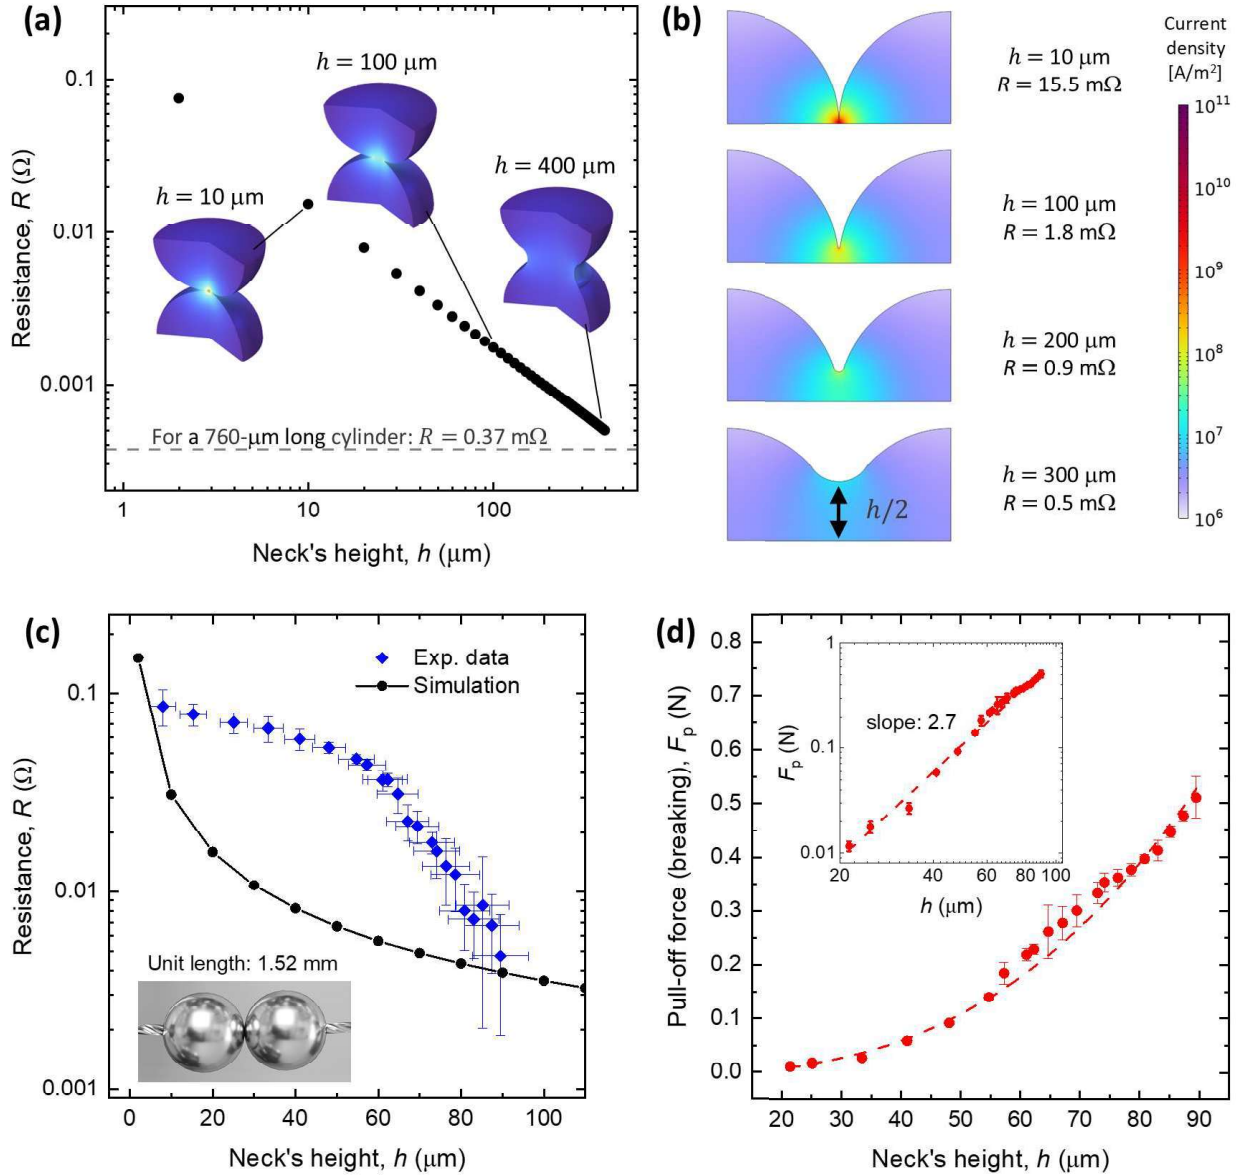 (a)
0.1
0.01
0.001
Resistance, R (Ω)
h = 10 μm
h = 100 μm
h = 400 μm
For a 760-μm long cylinder: R = 0.37 mΩ
1
10
100
Neck's height, h (μm)
(b)
h = 10 μm
R = 15.5 mΩ
h = 100 μm
R = 1.8 mΩ
h = 200 μm
R = 0.9 mΩ
h = 300 μm
R = 0.5 mΩ
h/2
Current
density
[A/m²]
10¹¹
10¹⁰
10⁹
10⁸
10⁷
10⁶
(c)
0.1
0.01
0.001
Resistance, R (Ω)
Exp. data
Simulation
Unit length: 1.52 mm
0
20
40
60
80
100
Neck's height, h (μm)
(d)
0.8
0.7
0.6
0.5
0.4
0.3
0.2
0.1
0.0
Pull-off force (breaking), Fₚ (N)
1
0.1
0.01
Fₚ (N)
slope: 2.7
20
40
60
80
100
h (μm)
20
30
40
50
60
70
80
90
Neck's height, h (μm)